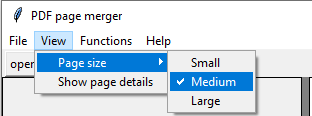 PDF page merger
File View Functions Help
oper
Page size
Show page details
Small
Medium
Large